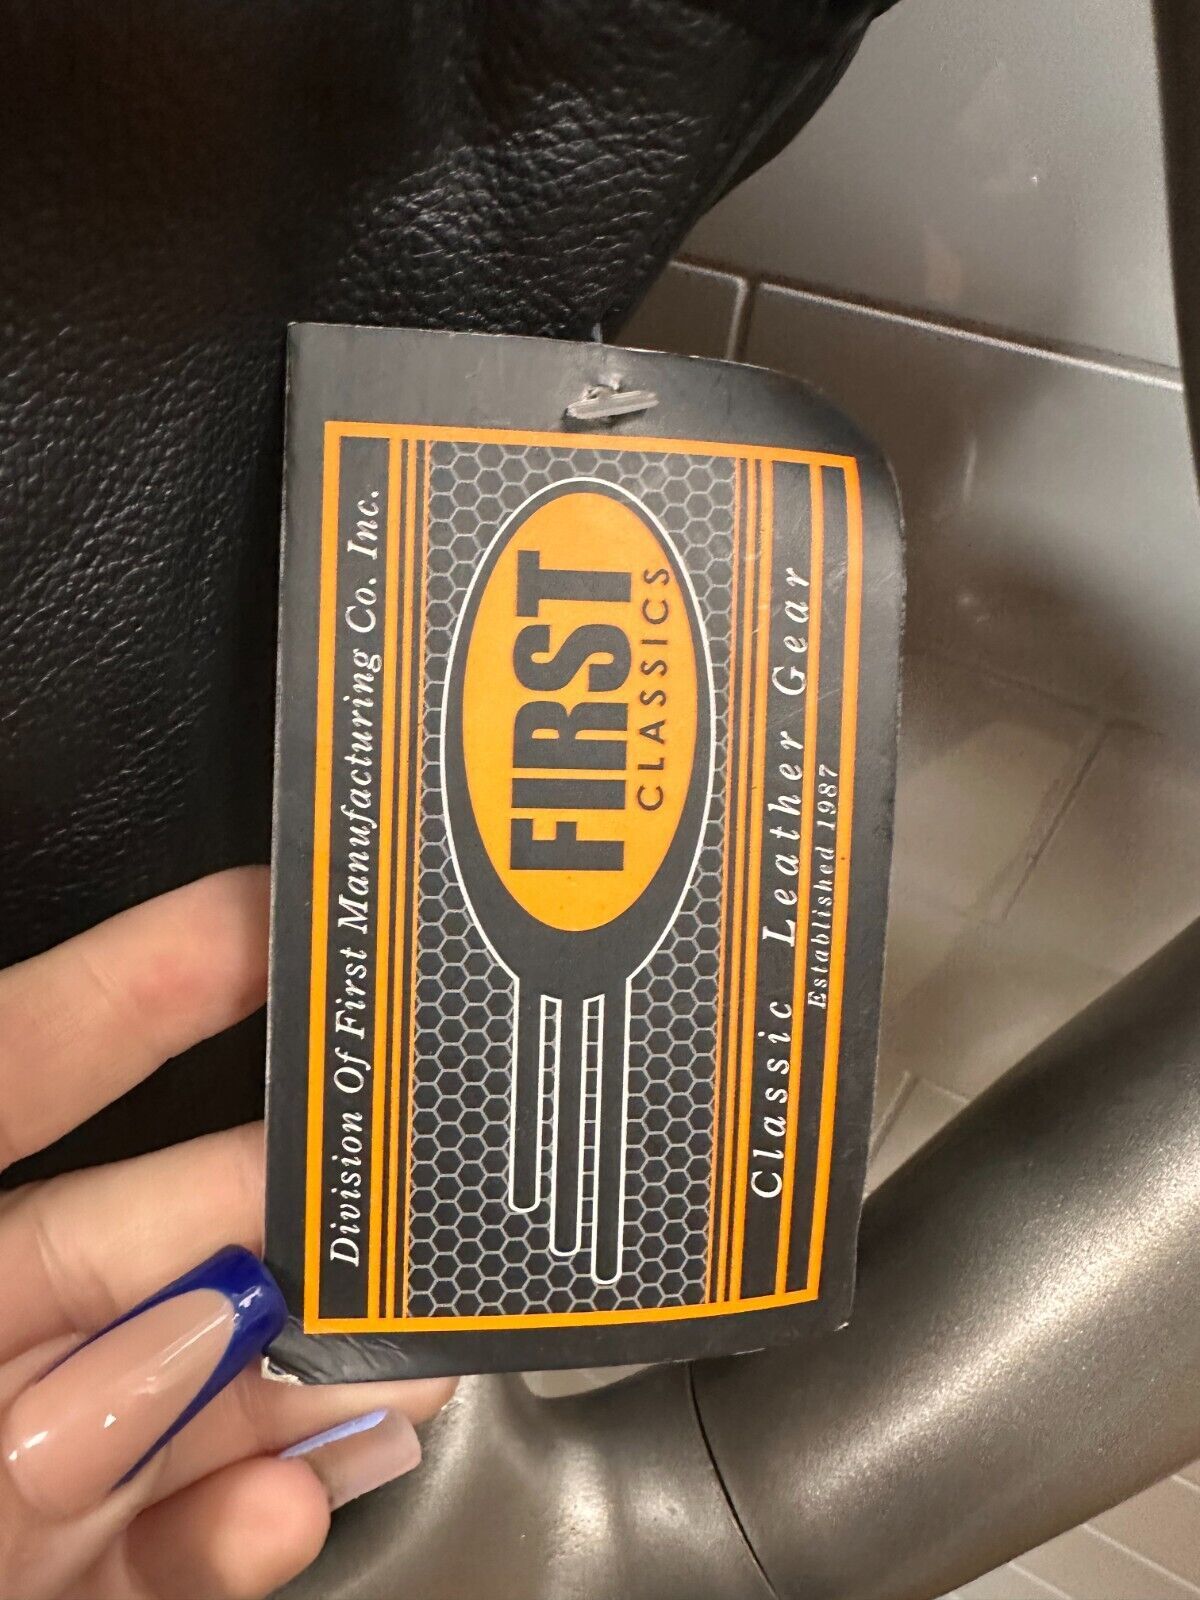 Division Of First Manufacturing Co. Inc.
FIRST
CLASSICS
Classic Leather Gear
Established 1987